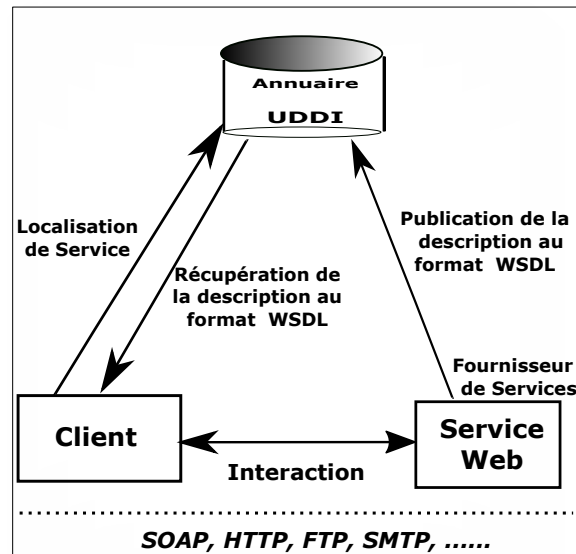 Annuaire
UDDI
Localisation
de Service
Publication de la
description au
format WSDL
Récupération de
la description au
format WSDL
Fournisseur
de Services
Client
Service
Web
Interaction
SOAP, HTTP, FTP, SMTP, ......